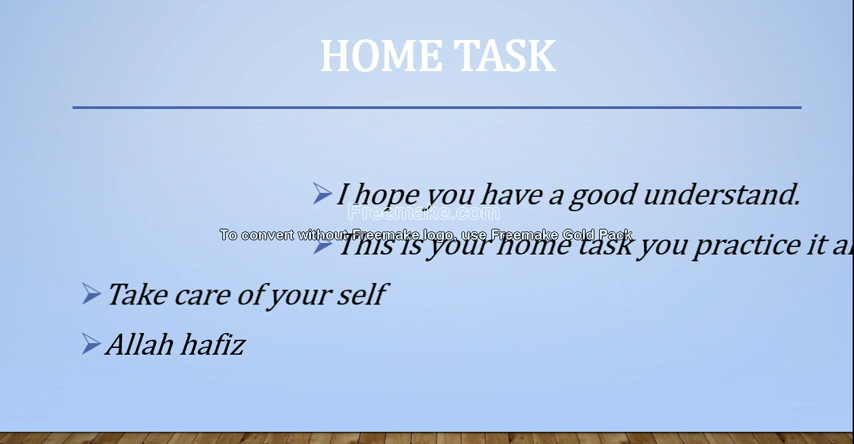 HOME TASK
I hope you have a good understand.
Freemake.com
To convert without Freemake logo, use Freemake Gold Pack
This is your home task you practice it
Take care of your self
Allah hafiz